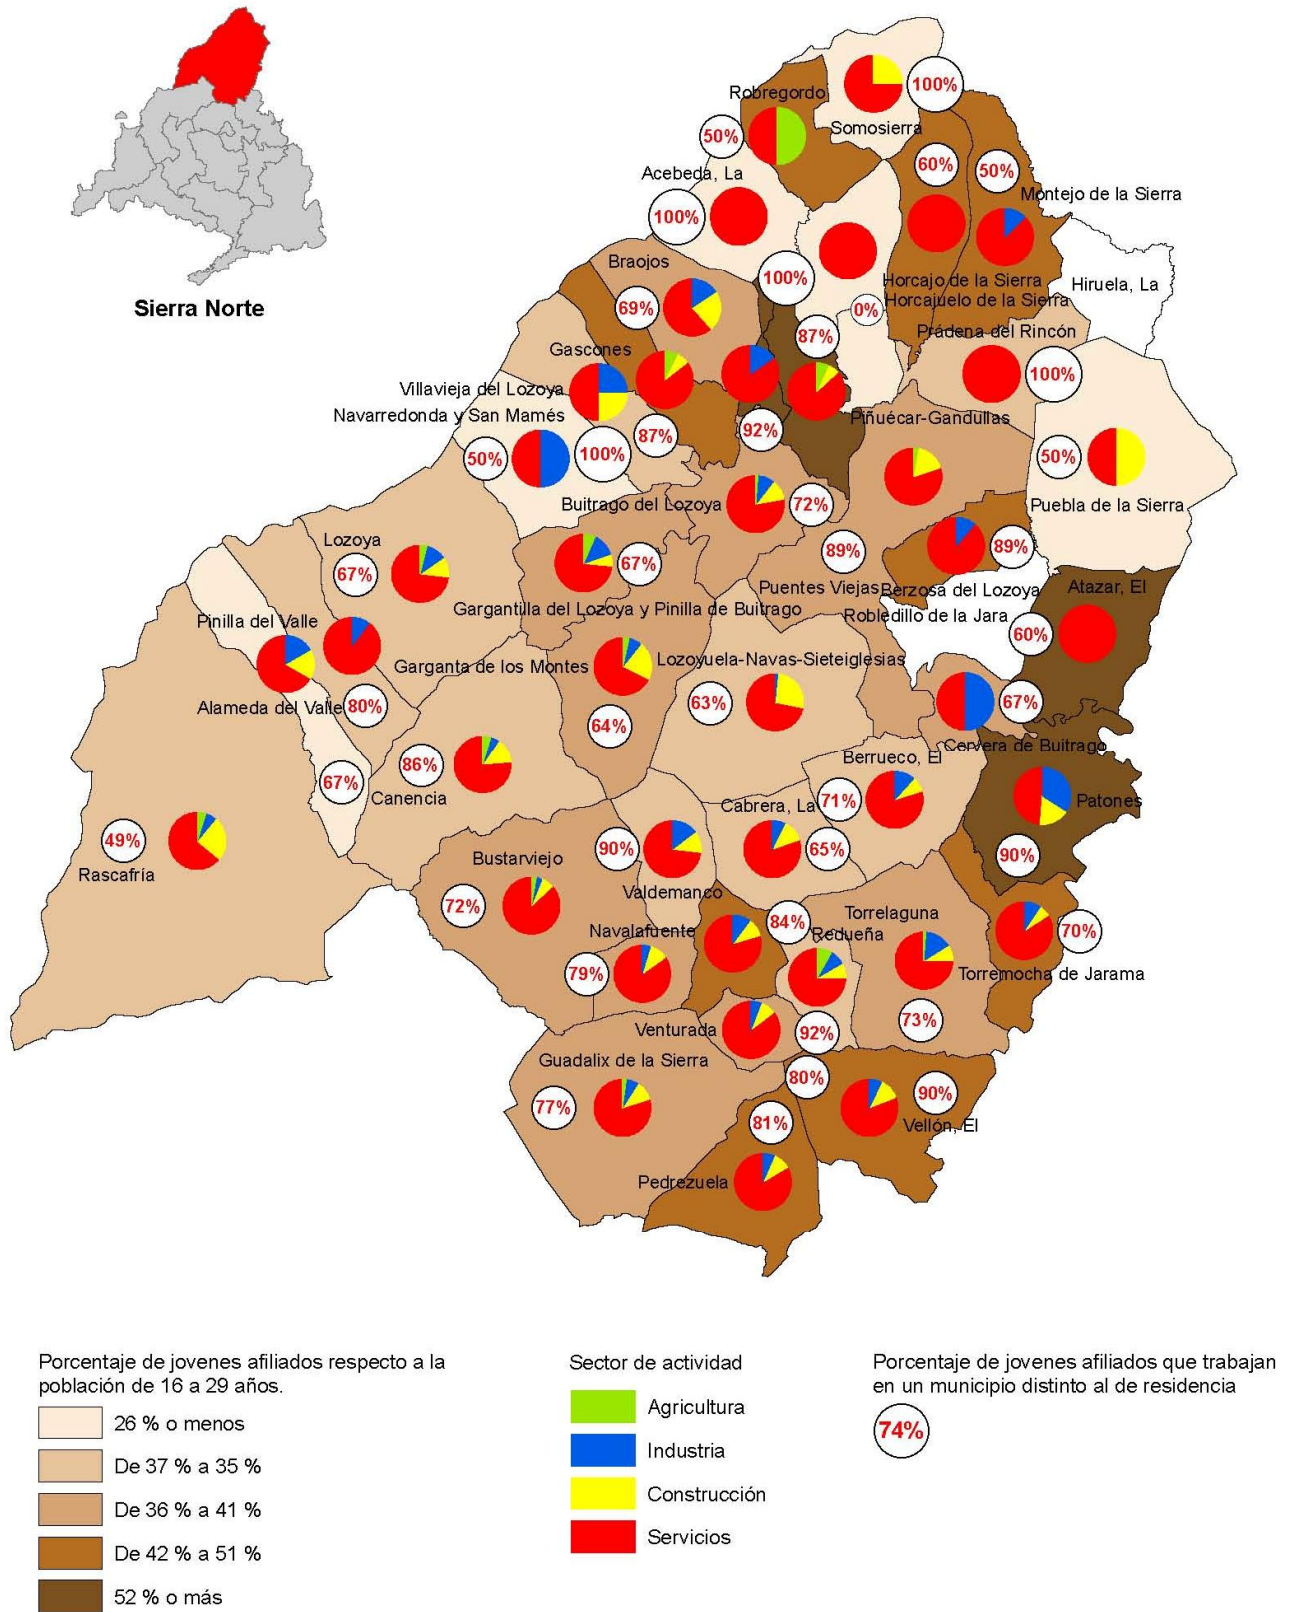 Sierra Norte
Robregordo
100%
Somosierra
50%
60%
50%
Acebeda, La
Montejo de la Sierra
100%
Braojos
100%
Horcajo de la Sierra
Hiruela, La
Horcajuelo de la Sierra
69%
0%
87%
Prádena del Rincón
Gascones
100%
Villavieja del Lozoya
Navarredonda y San Mamés
Piñuécar-Gandullas
87%
92%
50%
100%
50%
Buitrago del Lozoya
72%
Puebla de la Sierra
Lozoya
89%
89%
67%
67%
Puentes Viejas
Berzosa del Lozoya
Atazar, El
Gargantilla del Lozoya y Pinilla de Buitrago
Robledillo de la Jara
Pinilla del Valle
60%
Garganta de los Montes
Lozoyuela-Navas-Sieteiglesias
Alameda del Valle
80%
63%
67%
64%
Cervera de Buitrago
86%
Berrueco, El
67%
Canencia
71%
Patones
Cabrera, La
49%
90%
65%
90%
Rascafría
Bustarviejo
Valdemanco
72%
84%
Torrelaguna
Navalafuente
Redueña
70%
79%
Torremocha de Jarama
Venturada
92%
73%
Guadalix de la Sierra
80%
77%
90%
81%
Vellón, El
Pedrezuela
Porcentaje de jovenes afiliados respecto a la
población de 16 a 29 años.
26 % o menos
De 37 % a 35 %
De 36 % a 41 %
De 42 % a 51 %
52 % o más
Sector de actividad
Agricultura
Industria
Construcción
Servicios
Porcentaje de jovenes afiliados que trabajan
en un municipio distinto al de residencia
74%